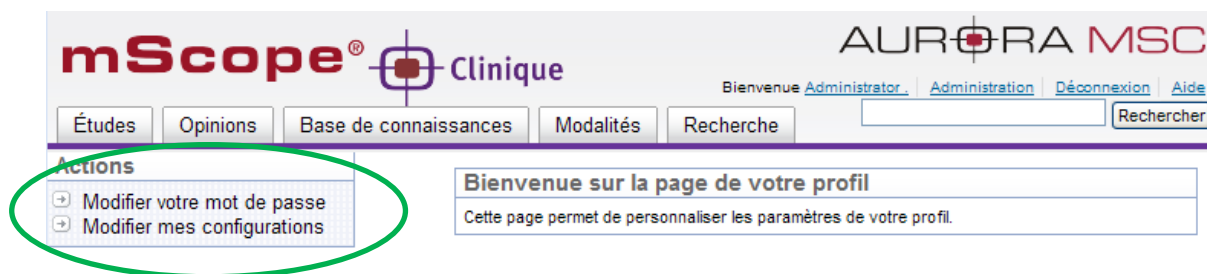 mScope® Clinique
AURORA MSC
Bienvenue Administrator . Administration Déconnexion Aide
Rechercher
Études Opinions Base de connaissances Modalités Recherche
Actions
Modifier votre mot de passe
Modifier mes configurations
Bienvenue sur la page de votre profil
Cette page permet de personnaliser les paramètres de votre profil.